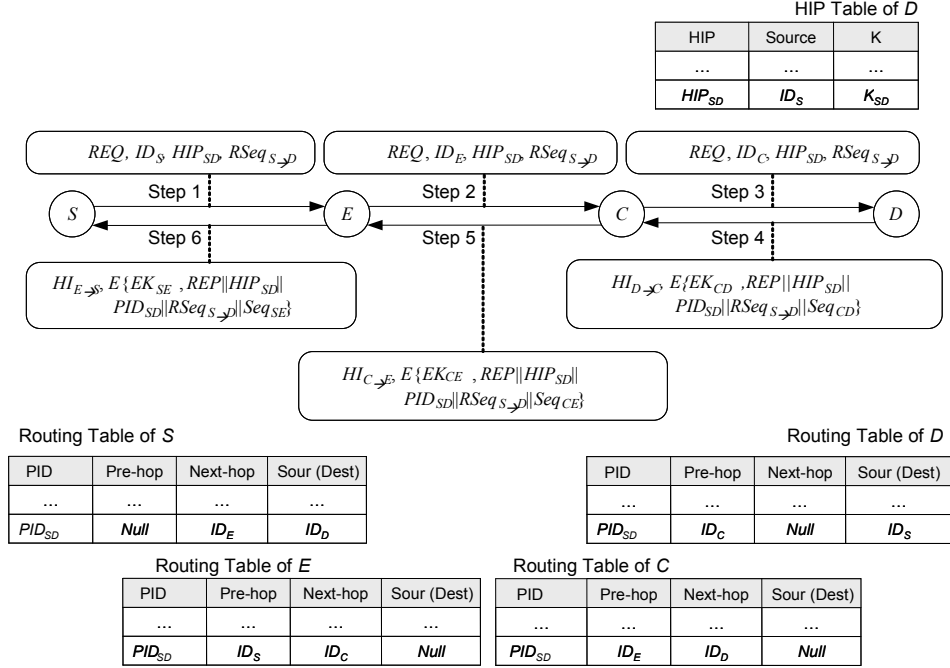 HIP Table of D
HIP Source K
... ... ...
HIP_SD ID_S K_SD
REQ, ID_S, HIP_SD, RSeq_S→D
REQ, ID_E, HIP_SD, RSeq_S→D
REQ, ID_C, HIP_SD, RSeq_S→D
Step 1 Step 2 Step 3
S E C D
Step 6 Step 5 Step 4
HI_E→S, E{EK_SE , REP||HIP_SD||
PID_SD||RSeq_S→D||Seq_SE}
HI_D→C, E{EK_CD ,REP||HIP_SD||
PID_SD||RSeq_S→D||Seq_CD}
HI_C→E, E{EK_CE , REP||HIP_SD||
PID_SD||RSeq_S→D||Seq_CE}
Routing Table of S
PID Pre-hop Next-hop Sour (Dest)
... ... ... ...
PID_SD Null ID_E ID_D
Routing Table of D
PID Pre-hop Next-hop Sour (Dest)
... ... ... ...
PID_SD ID_C Null ID_S
Routing Table of E
PID Pre-hop Next-hop Sour (Dest)
... ... ... ...
PID_SD ID_S ID_C Null
Routing Table of C
PID Pre-hop Next-hop Sour (Dest)
... ... ... ...
PID_SD ID_E ID_D Null